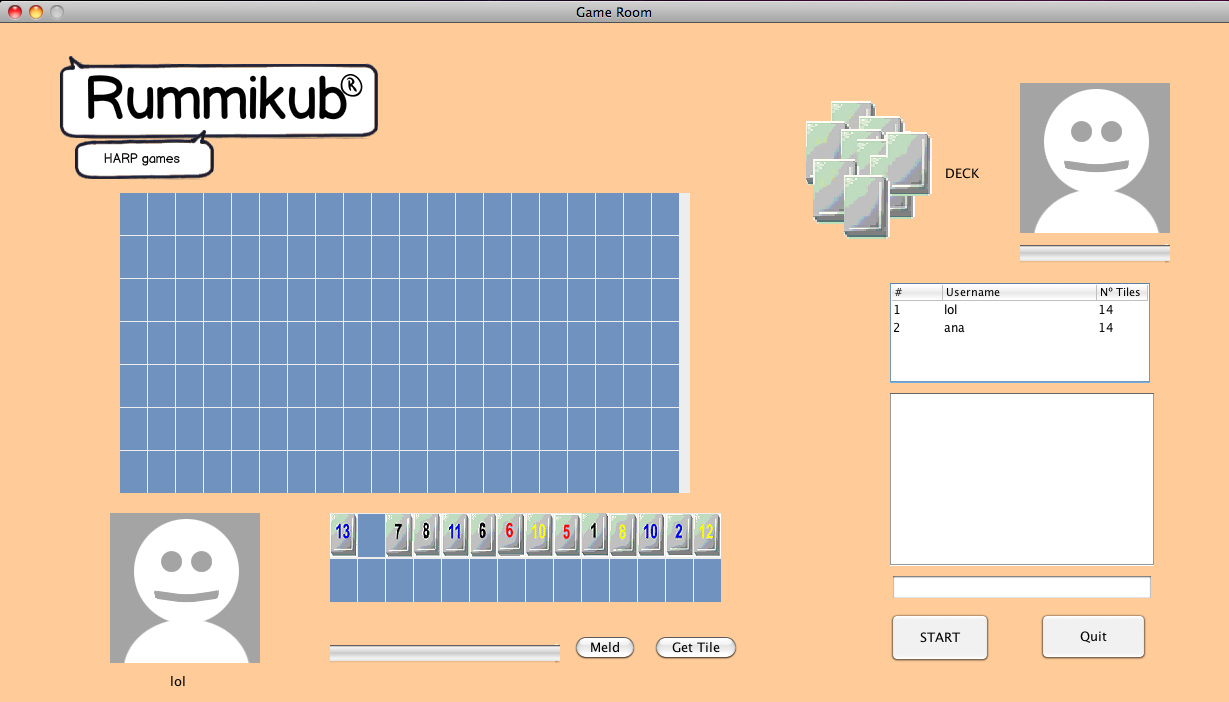 Game Room
Rummikub®
HARP games
DECK
# Username Nº Tiles
1 lol 14
2 ana 14
13 7 8 11 6 6 10 5 1 8 10 2 12
START
Quit
Meld
Get Tile
lol